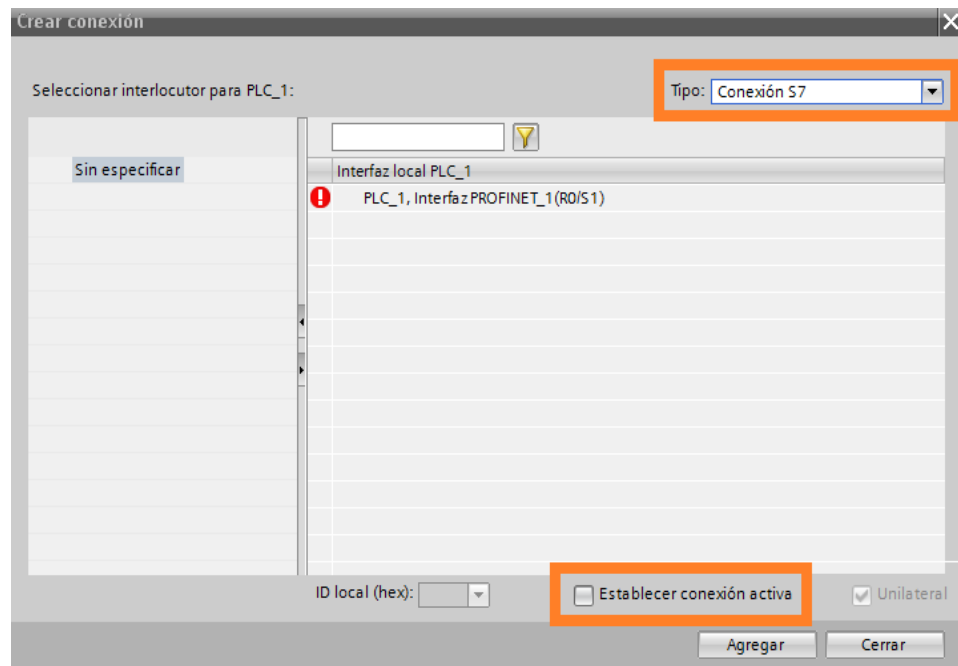 Crear conexión
Seleccionar interlocutor para PLC_1:
Tipo: Conexión S7
Sin especificar
Interfaz local PLC_1
PLC_1, Interfaz PROFINET_1(R0/S1)
ID local (hex):
Establecer conexión activa
Unilateral
Agregar
Cerrar